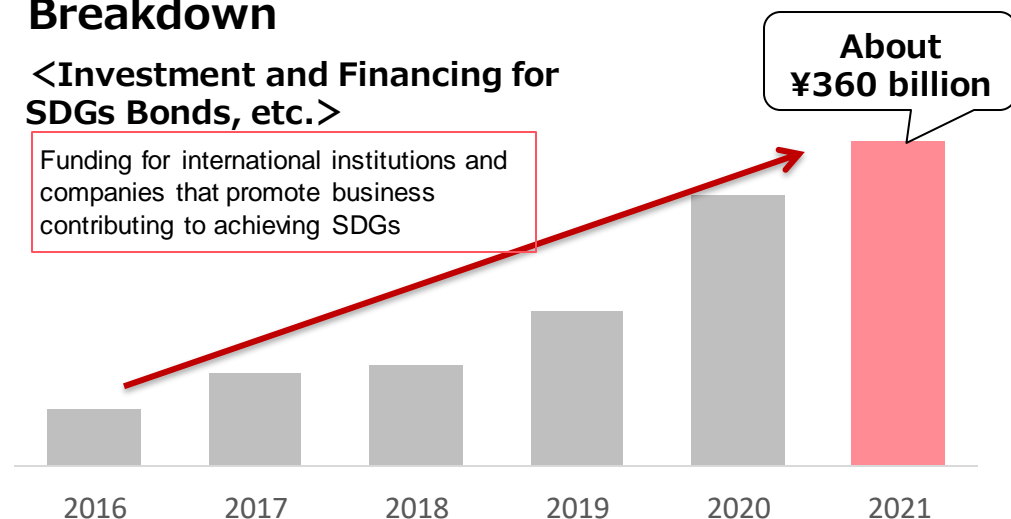 Breakdown
＜Investment and Financing for
SDGs Bonds, etc.＞
About
¥360 billion
Funding for international institutions and
companies that promote business
contributing to achieving SDGs
2016 2017 2018 2019 2020 2021